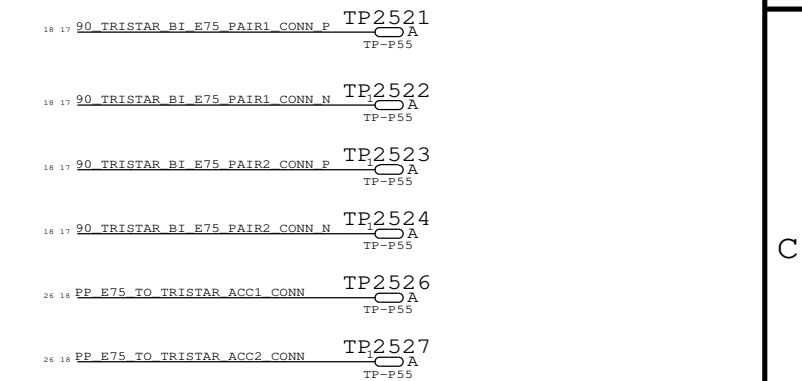 TP2521
18 17 90_TRISTAR_BI_E75_PAIR1_CONN_P A
TP-P55
TP2522
18 17 90_TRISTAR_BI_E75_PAIR1_CONN_N 1 A
TP-P55
TP2523
18 17 90_TRISTAR_BI_E75_PAIR2_CONN_P 1 A
TP-P55
TP2524
18 17 90_TRISTAR_BI_E75_PAIR2_CONN_N 1 A
TP-P55
C
TP2526
26 18 PP_E75_TO_TRISTAR_ACC1_CONN A
TP-P55
TP2527
26 18 PP_E75_TO_TRISTAR_ACC2_CONN 1 A
TP-P55